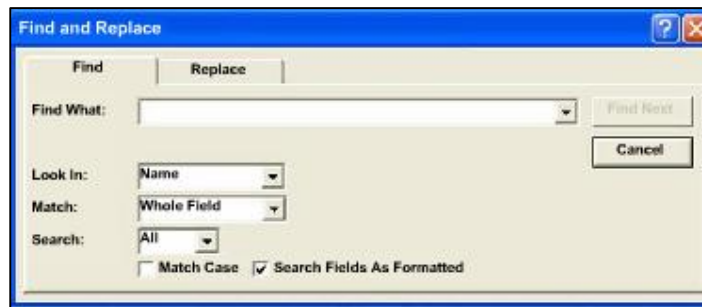 Find and Replace
Find Replace
Find What: Find Next
Cancel
Look In: Name
Match: Whole Field
Search: All
Match Case Search Fields As Formatted